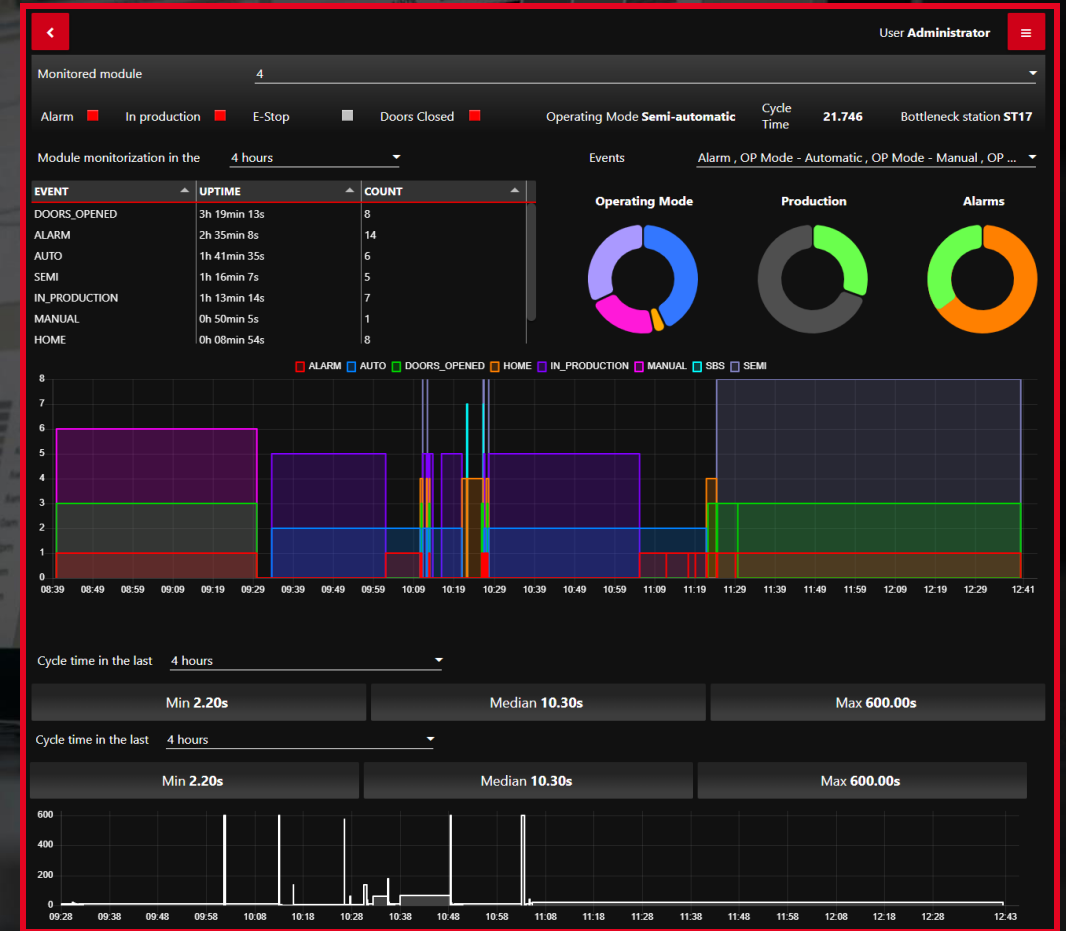 User Administrator
Monitored module 4
Alarm In production E-Stop Doors Closed Operating Mode Semi-automatic Cycle Time 21.746 Bottleneck station ST17
Module monitorization in the 4 hours Events Alarm , OP Mode - Automatic , OP Mode - Manual , OP ...
EVENT UPTIME COUNT
DOORS_OPENED 3h 19min 13s 8
ALARM 2h 35min 8s 14
AUTO 1h 41min 35s 6
SEMI 1h 16min 7s 5
IN_PRODUCTION 1h 13min 14s 7
MANUAL 0h 50min 5s 1
HOME 0h 08min 54s 8
Operating Mode Production Alarms
ALARM AUTO DOORS_OPENED HOME IN_PRODUCTION MANUAL SBS SEMI
8
7
6
5
4
3
2
1
0
08:39 08:49 08:59 09:09 09:19 09:29 09:39 09:49 09:59 10:09 10:19 10:29 10:39 10:49 10:59 11:09 11:19 11:29 11:39 11:49 11:59 12:09 12:19 12:29 12:41
Cycle time in the last 4 hours
Min 2.20s Median 10.30s Max 600.00s
Cycle time in the last 4 hours
Min 2.20s Median 10.30s Max 600.00s
600
400
200
0
09:28 09:38 09:48 09:58 10:08 10:18 10:28 10:38 10:48 10:58 11:08 11:18 11:28 11:38 11:48 11:58 12:08 12:18 12:28 12:43